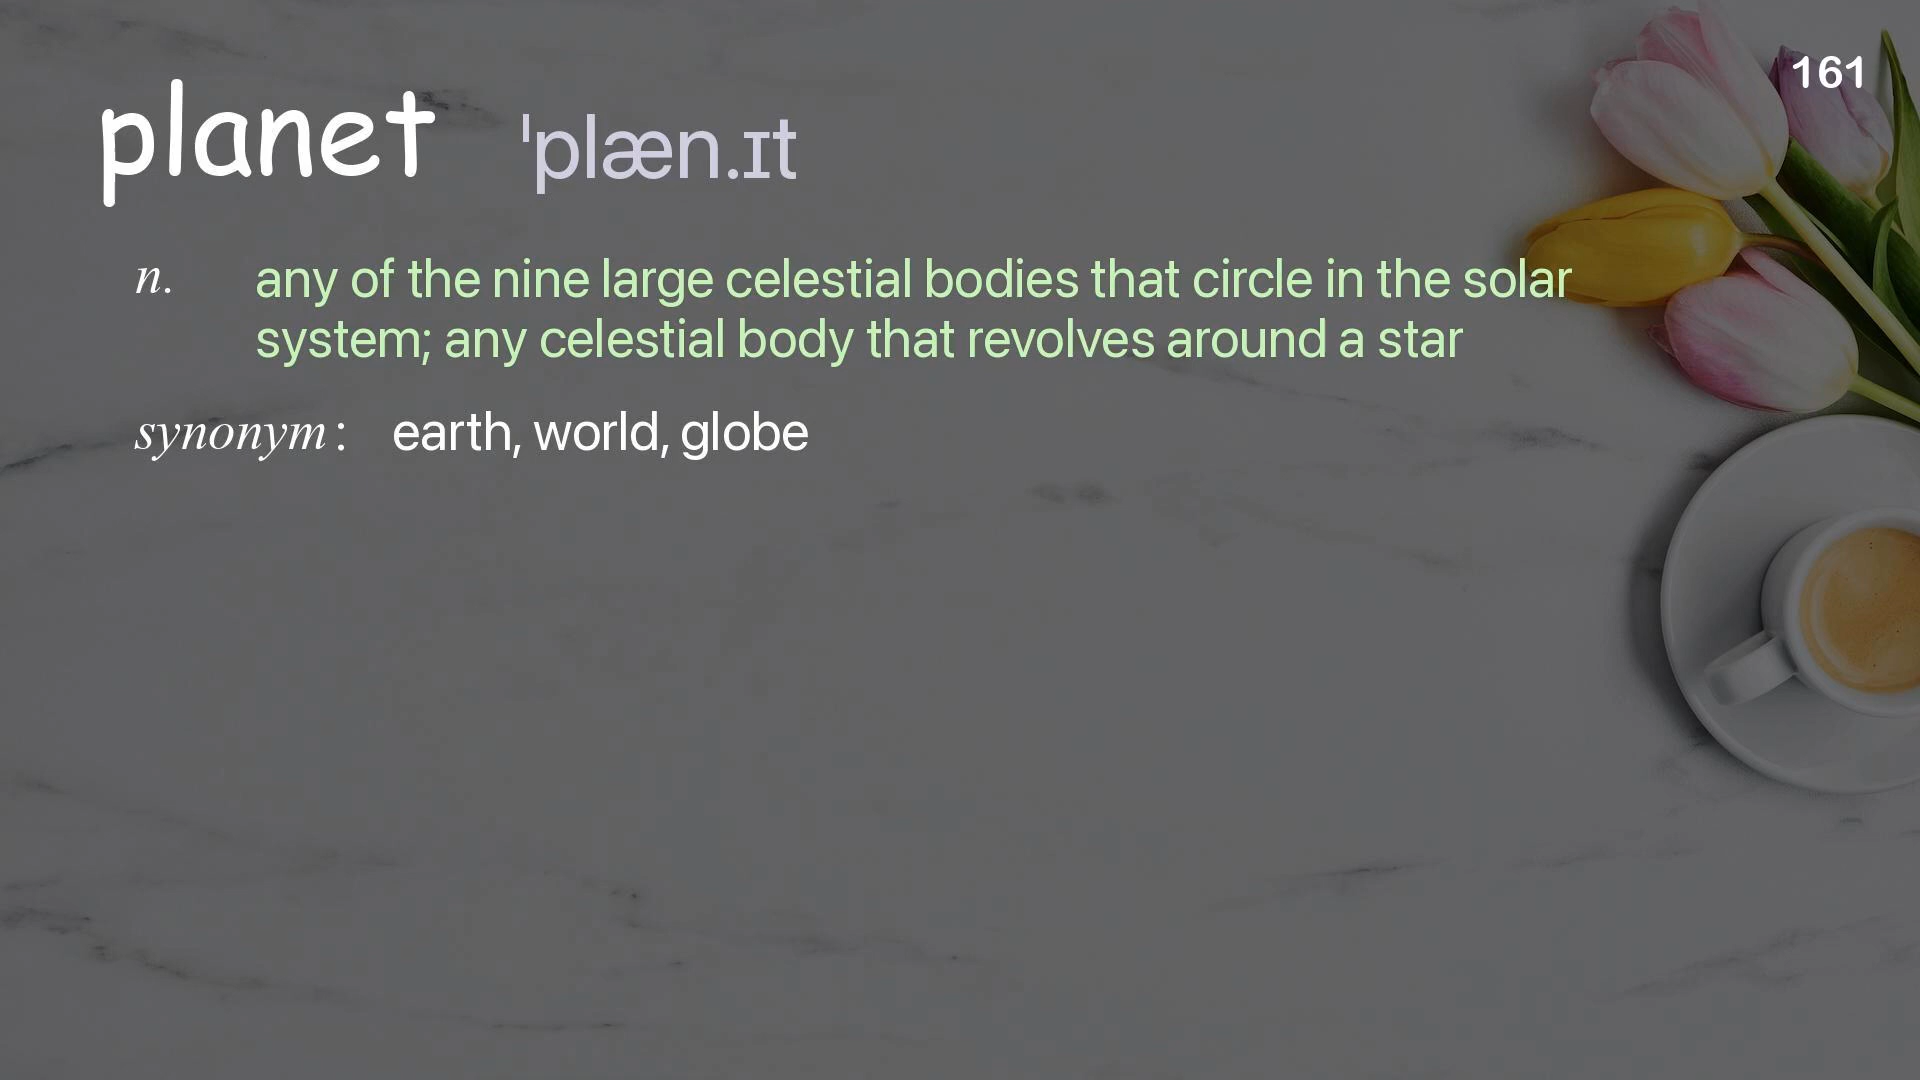 161
planet ˈplæn.ɪt
n. any of the nine large celestial bodies that circle in the solar
system; any celestial body that revolves around a star
synonym: earth, world, globe